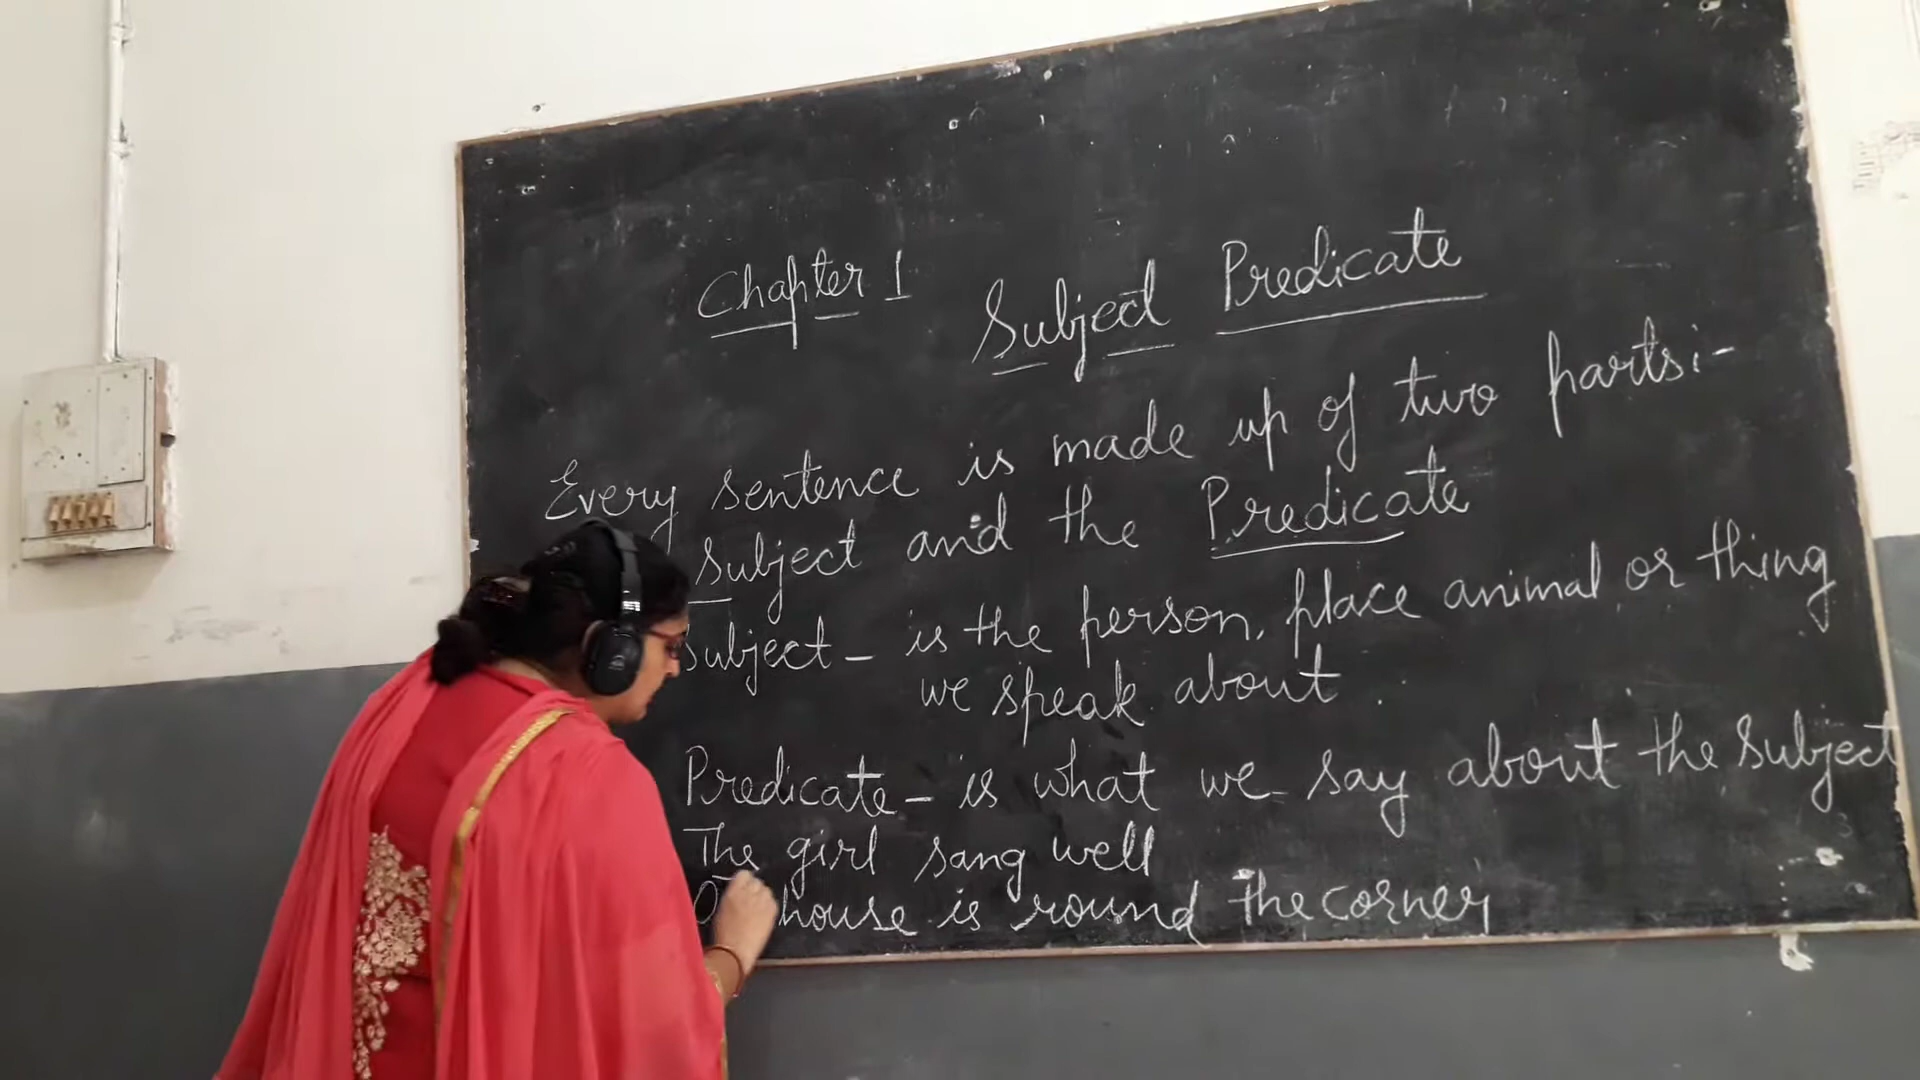 Chapter 1
Subject Predicate
Every sentence is made up of two parts:-
Subject and the Predicate
Subject - is the person, place animal or thing
we speak about.
Predicate - is what we say about the Subject
The girl sang well
house is round the corner